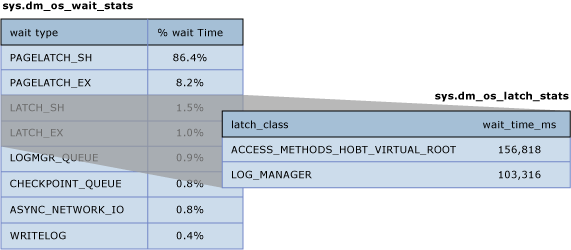 sys.dm_os_wait_stats
wait type % wait Time
PAGELATCH_SH 86.4%
PAGELATCH_EX 8.2%
LATCH_SH 1.5%
LATCH_EX 1.0%
LOGMGR_QUEUE 0.9%
CHECKPOINT_QUEUE 0.8%
ASYNC_NETWORK_IO 0.8%
WRITELOG 0.4%
sys.dm_os_latch_stats
latch_class wait_time_ms
ACCESS_METHODS_HOBT_VIRTUAL_ROOT 156,818
LOG_MANAGER 103,316